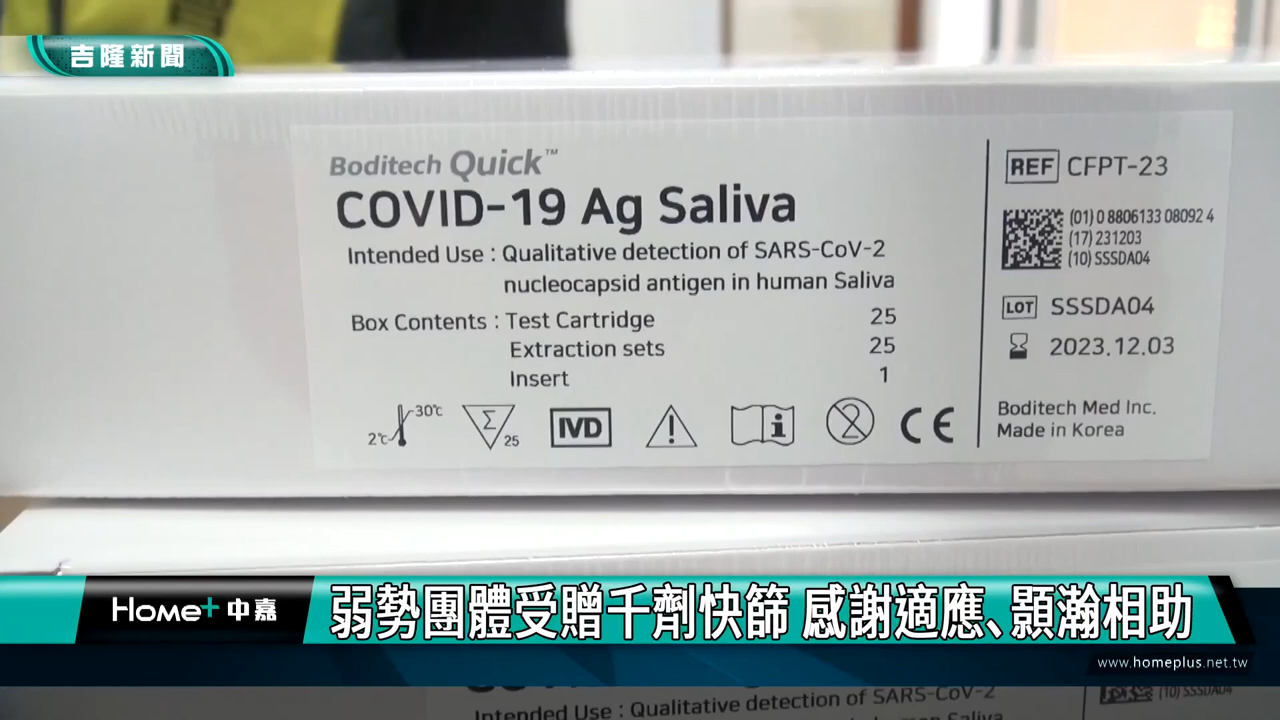 吉隆新聞
Boditech Quick™
COVID-19 Ag Saliva
Intended Use : Qualitative detection of SARS-CoV-2
nucleocapsid antigen in human Saliva
Box Contents : Test Cartridge 25
Extraction sets 25
Insert 1
2℃ 30℃
Σ 25
IVD
i
2
CE
REF CFPT-23
(01) 0 8806133 08092 4
(17) 231203
(10) SSSDA04
LOT SSSDA04
2023.12.03
Boditech Med Inc.
Made in Korea
Home+ 中嘉
弱勢團體受贈千劑快篩 感謝適應、顥瀚相助
www.homeplus.net.tw
Intended Use : Qualitative detection of SARS-CoV-2
(10) SSSDA04